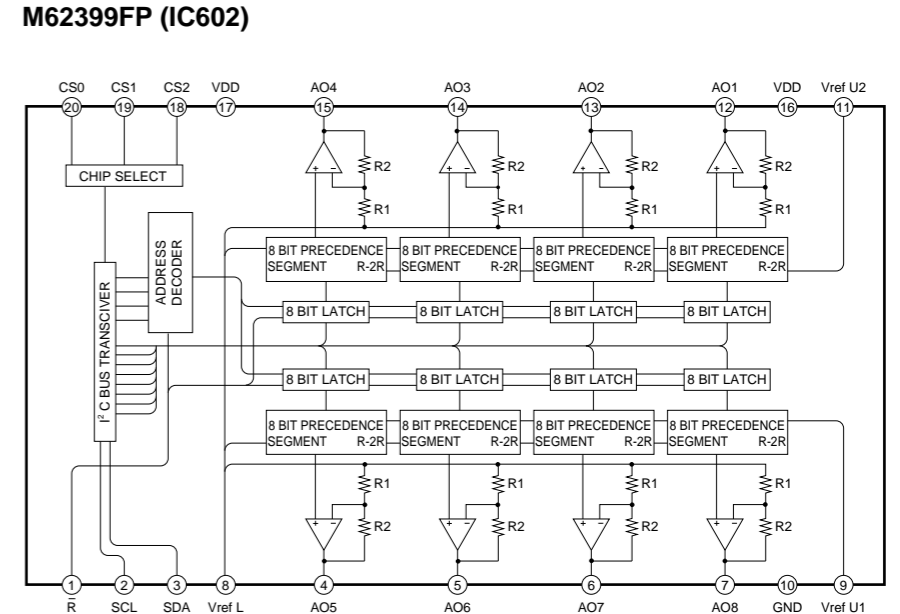 M62399FP (IC602)
CS0 CS1 CS2 VDD AO4 AO3 AO2 AO1 VDD Vref U2
20 19 18 17 15 14 13 12 16 11
+ − R2 + − R2 + − R2 + − R2
CHIP SELECT
R1 R1 R1 R1
ADDRESS
DECODER
8 BIT PRECEDENCE 8 BIT PRECEDENCE 8 BIT PRECEDENCE 8 BIT PRECEDENCE
SEGMENT R-2R SEGMENT R-2R SEGMENT R-2R SEGMENT R-2R
I² C BUS TRANSCIVER
8 BIT LATCH 8 BIT LATCH 8 BIT LATCH 8 BIT LATCH
8 BIT LATCH 8 BIT LATCH 8 BIT LATCH 8 BIT LATCH
8 BIT PRECEDENCE 8 BIT PRECEDENCE 8 BIT PRECEDENCE 8 BIT PRECEDENCE
SEGMENT R-2R SEGMENT R-2R SEGMENT R-2R SEGMENT R-2R
R1 R1 R1 R1
+ − R2 + − R2 + − R2 + − R2
1 2 3 8 4 5 6 7 10 9
R̅ SCL SDA Vref L AO5 AO6 AO7 AO8 GND Vref U1